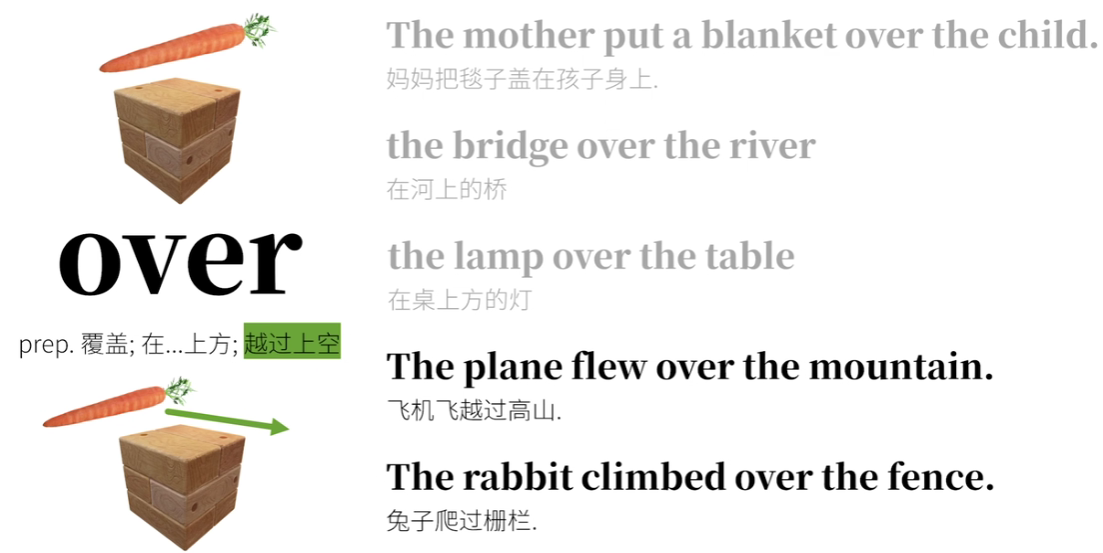 over
prep. 覆盖; 在...上方; 越过上空
The mother put a blanket over the child.
妈妈把毯子盖在孩子身上.
the bridge over the river
在河上的桥
the lamp over the table
在桌上方的灯
The plane flew over the mountain.
飞机飞越过高山.
The rabbit climbed over the fence.
兔子爬过栅栏.